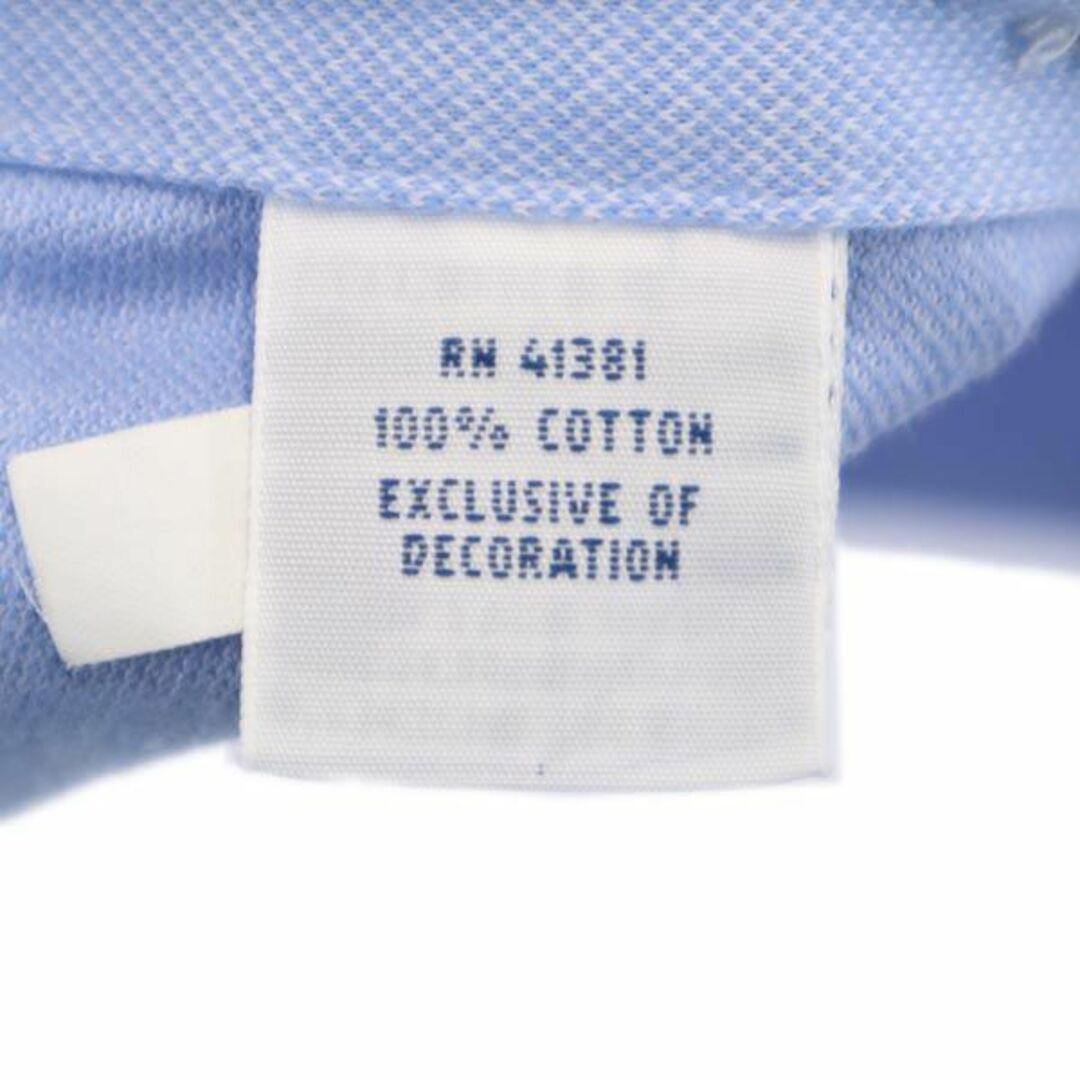 RN 41381
100% COTTON
EXCLUSIVE OF
DECORATION